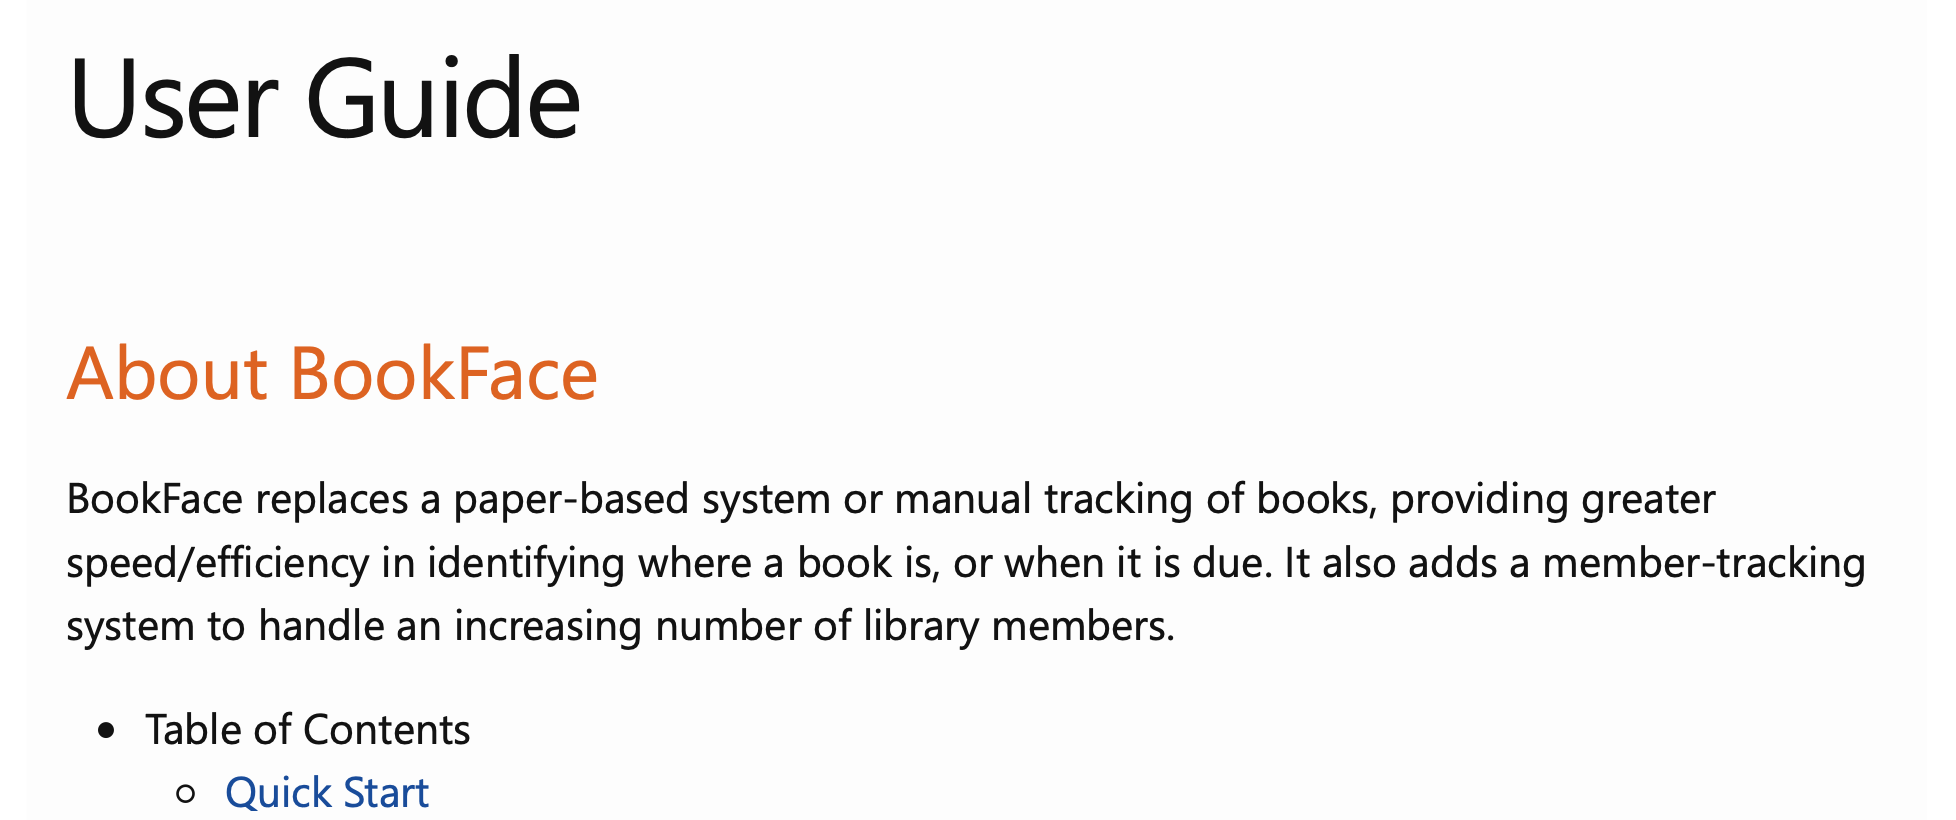 User Guide
About BookFace
BookFace replaces a paper-based system or manual tracking of books, providing greater
speed/efficiency in identifying where a book is, or when it is due. It also adds a member-tracking
system to handle an increasing number of library members.
• Table of Contents
○ Quick Start